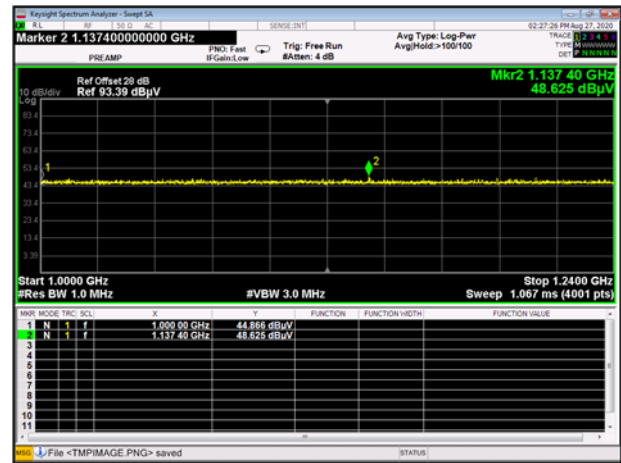 Keysight Spectrum Analyzer - Swept SA
RL RF 50 Ω AC SENSE:INT 02:27:26 PM Aug 27, 2020
Marker 2 1.137400000000 GHz Avg Type: Log-Pwr TRACE 1 2 3 4 5 6
PNO: Fast Trig: Free Run Avg|Hold:>100/100 TYPE M WWWWW
PREAMP IFGain:Low #Atten: 4 dB DET P N N N N N
Mkr2 1.137 40 GHz
Ref Offset 28 dB
10 dB/div Ref 93.39 dBµV 48.625 dBµV
Log
83.4
73.4
63.4
53.4 1 2
43.4
33.4
23.4
13.4
3.39
Start 1.0000 GHz Stop 1.2400 GHz
#Res BW 1.0 MHz #VBW 3.0 MHz Sweep 1.067 ms (4001 pts)
MKR MODE TRC SCL X Y FUNCTION FUNCTION WIDTH FUNCTION VALUE
1 N 1 f 1.000 00 GHz 44.866 dBµV
2 N 1 f 1.137 40 GHz 48.625 dBµV
3
4
5
6
7
8
9
10
11
MSG File <TMPIMAGE.PNG> saved STATUS